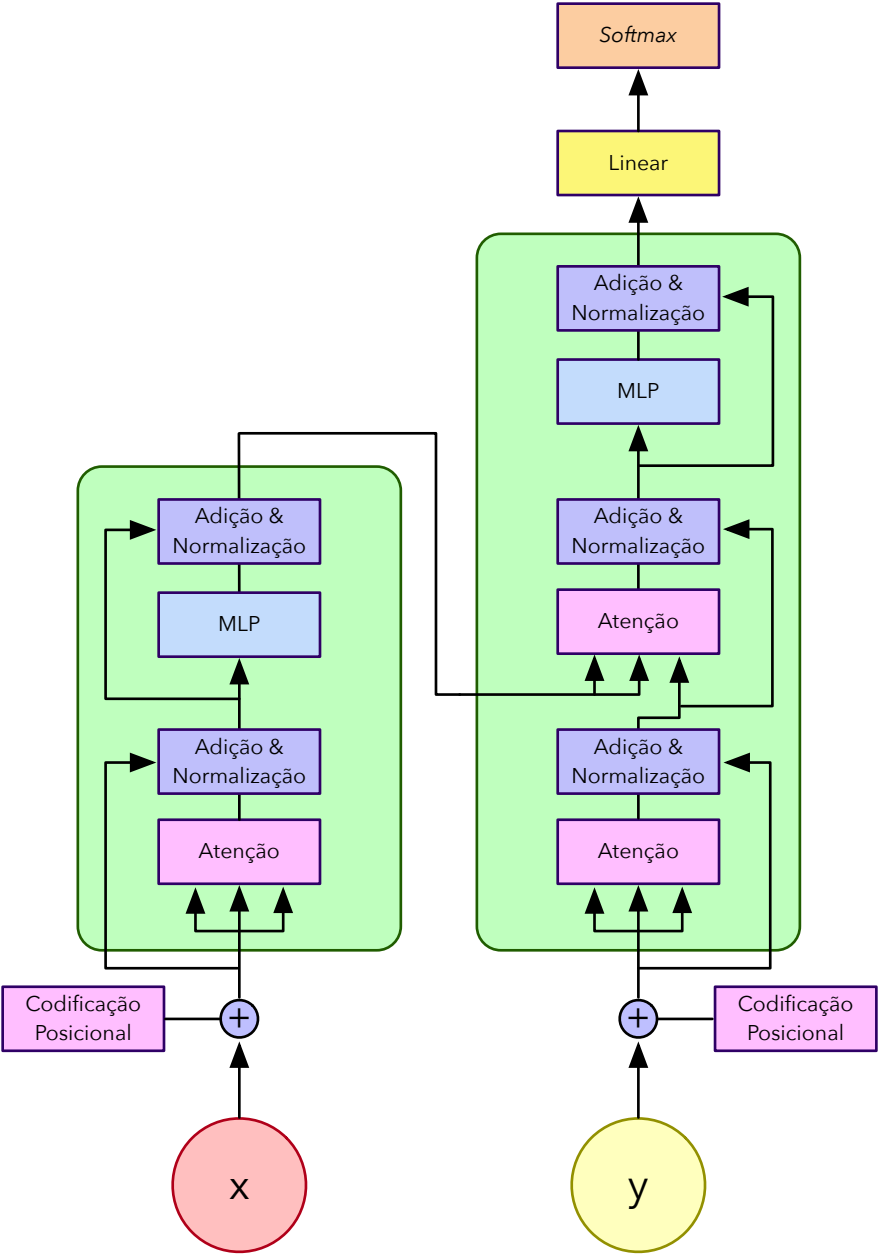 Softmax
Linear
Adição &
Normalização
MLP
Adição &
Normalização
Atenção
Adição &
Normalização
Atenção
Adição &
Normalização
MLP
Adição &
Normalização
Atenção
Codificação
Posicional
+
+
Codificação
Posicional
x
y